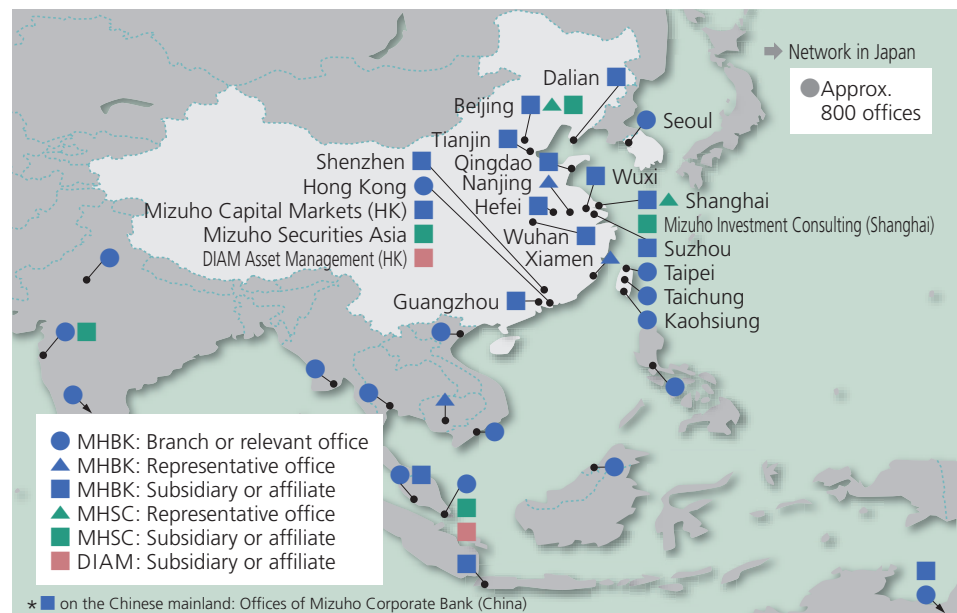 Network in Japan
Approx.
800 offices
Dalian
Beijing
Seoul
Tianjin
Shenzhen
Qingdao
Wuxi
Hong Kong
Nanjing
Shanghai
Mizuho Capital Markets (HK)
Hefei
Mizuho Investment Consulting (Shanghai)
Mizuho Securities Asia
Wuhan
Suzhou
DIAM Asset Management (HK)
Xiamen
Taipei
Guangzhou
Taichung
Kaohsiung
MHBK: Branch or relevant office
MHBK: Representative office
MHBK: Subsidiary or affiliate
MHSC: Representative office
MHSC: Subsidiary or affiliate
DIAM: Subsidiary or affiliate
* ■ on the Chinese mainland: Offices of Mizuho Corporate Bank (China)